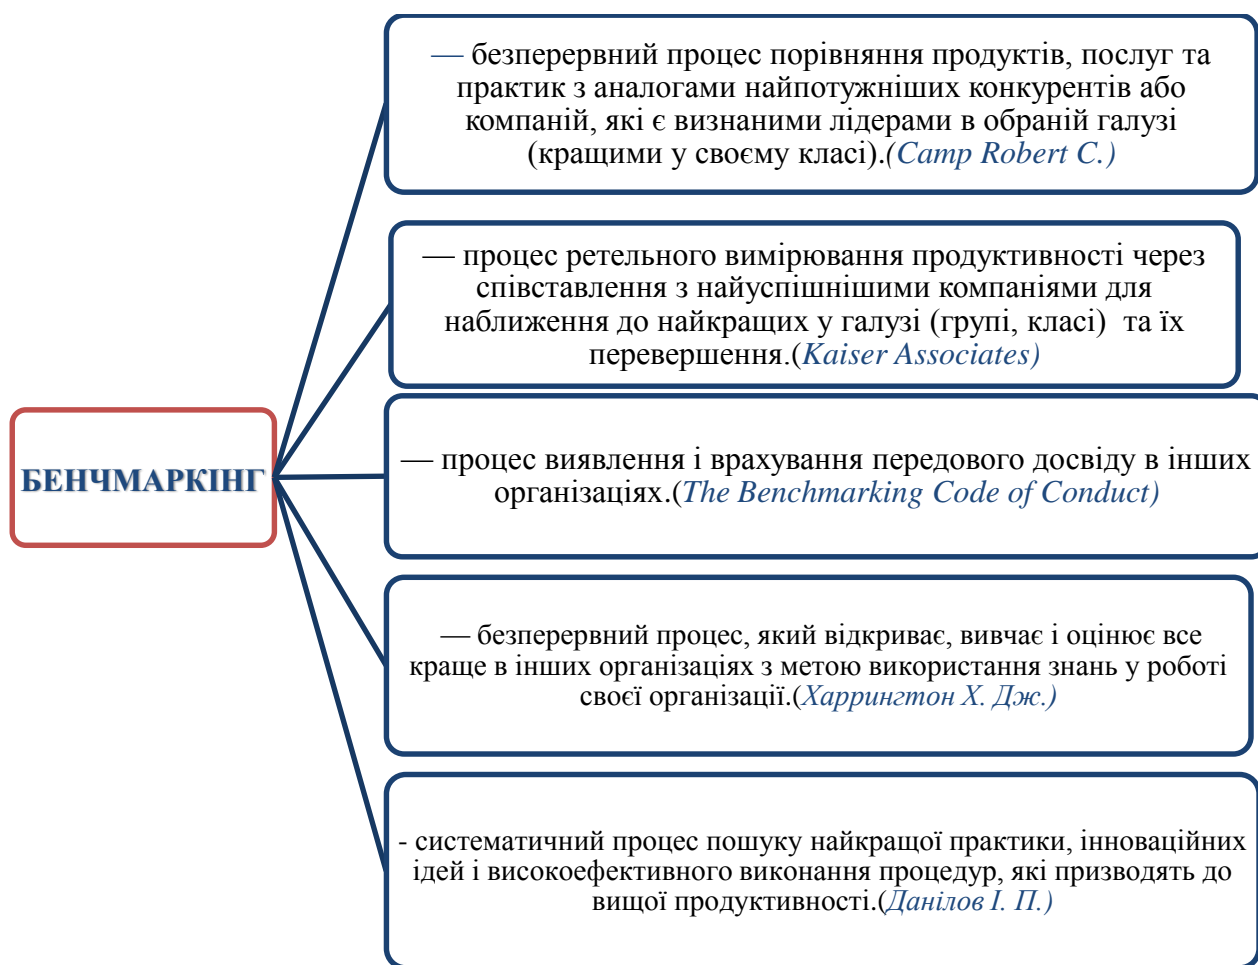 — безперервний процес порівняння продуктів, послуг та
практик з аналогами найпотужніших конкурентів або
компаній, які є визнаними лідерами в обраній галузі
(кращими у своєму класі).(Camp Robert C.)
— процес ретельного вимірювання продуктивності через
співставлення з найуспішнішими компаніями для
наближення до найкращих у галузі (групі, класі) та їх
перевершення.(Kaiser Associates)
БЕНЧМАРКІНГ
— процес виявлення і врахування передового досвіду в інших
організаціях.(The Benchmarking Code of Conduct)
— безперервний процес, який відкриває, вивчає і оцінює все
краще в інших організаціях з метою використання знань у роботі
своєї організації.(Харрингтон Х. Дж.)
- систематичний процес пошуку найкращої практики, інноваційних
ідей і високоефективного виконання процедур, які призводять до
вищої продуктивності.(Данілов І. П.)